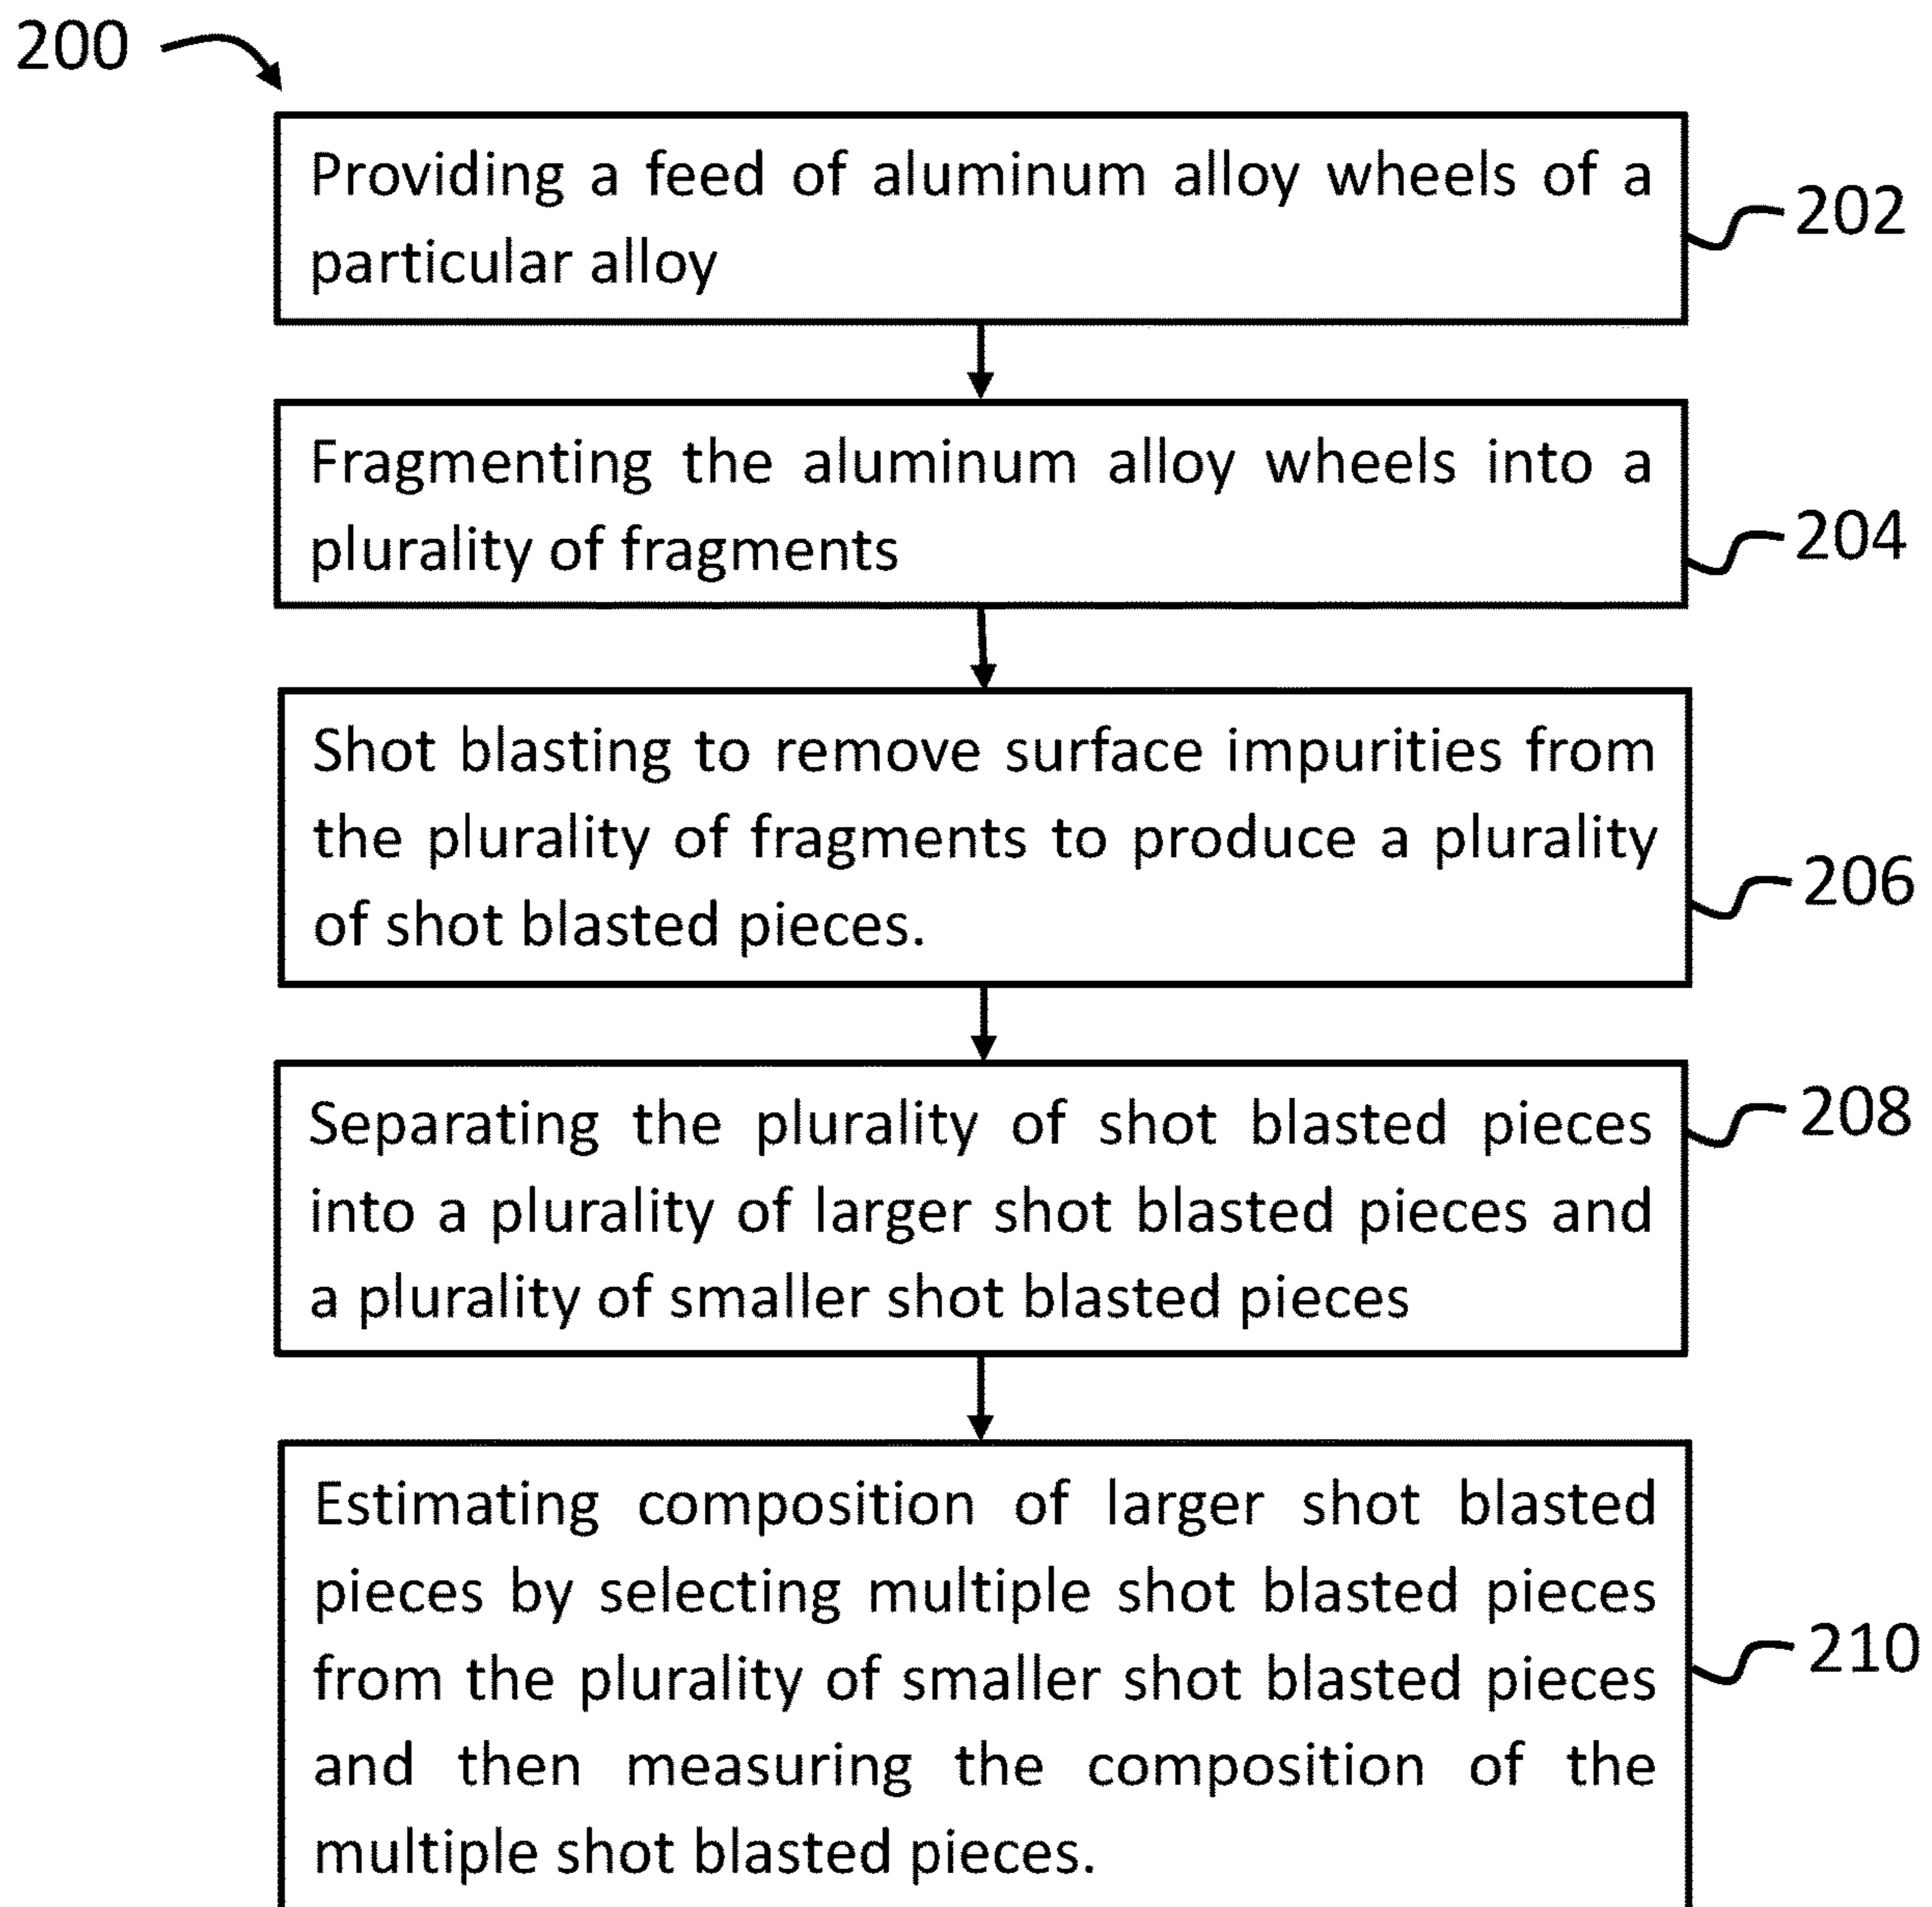 200
Providing a feed of aluminum alloy wheels of a
particular alloy
202
Fragmenting the aluminum alloy wheels into a
plurality of fragments
204
Shot blasting to remove surface impurities from
the plurality of fragments to produce a plurality
of shot blasted pieces.
206
Separating the plurality of shot blasted pieces
into a plurality of larger shot blasted pieces and
a plurality of smaller shot blasted pieces
208
Estimating composition of larger shot blasted
pieces by selecting multiple shot blasted pieces
from the plurality of smaller shot blasted pieces
and then measuring the composition of the
multiple shot blasted pieces.
210